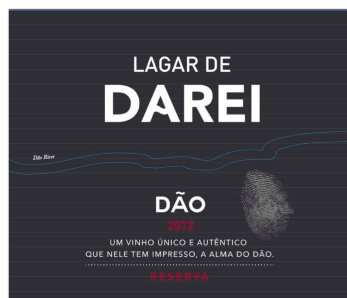 LAGAR DE
DAREI
Dão River
DÃO
2012
UM VINHO ÚNICO E AUTÊNTICO
QUE NELE TEM IMPRESSO, A ALMA DO DÃO.
RESERVA